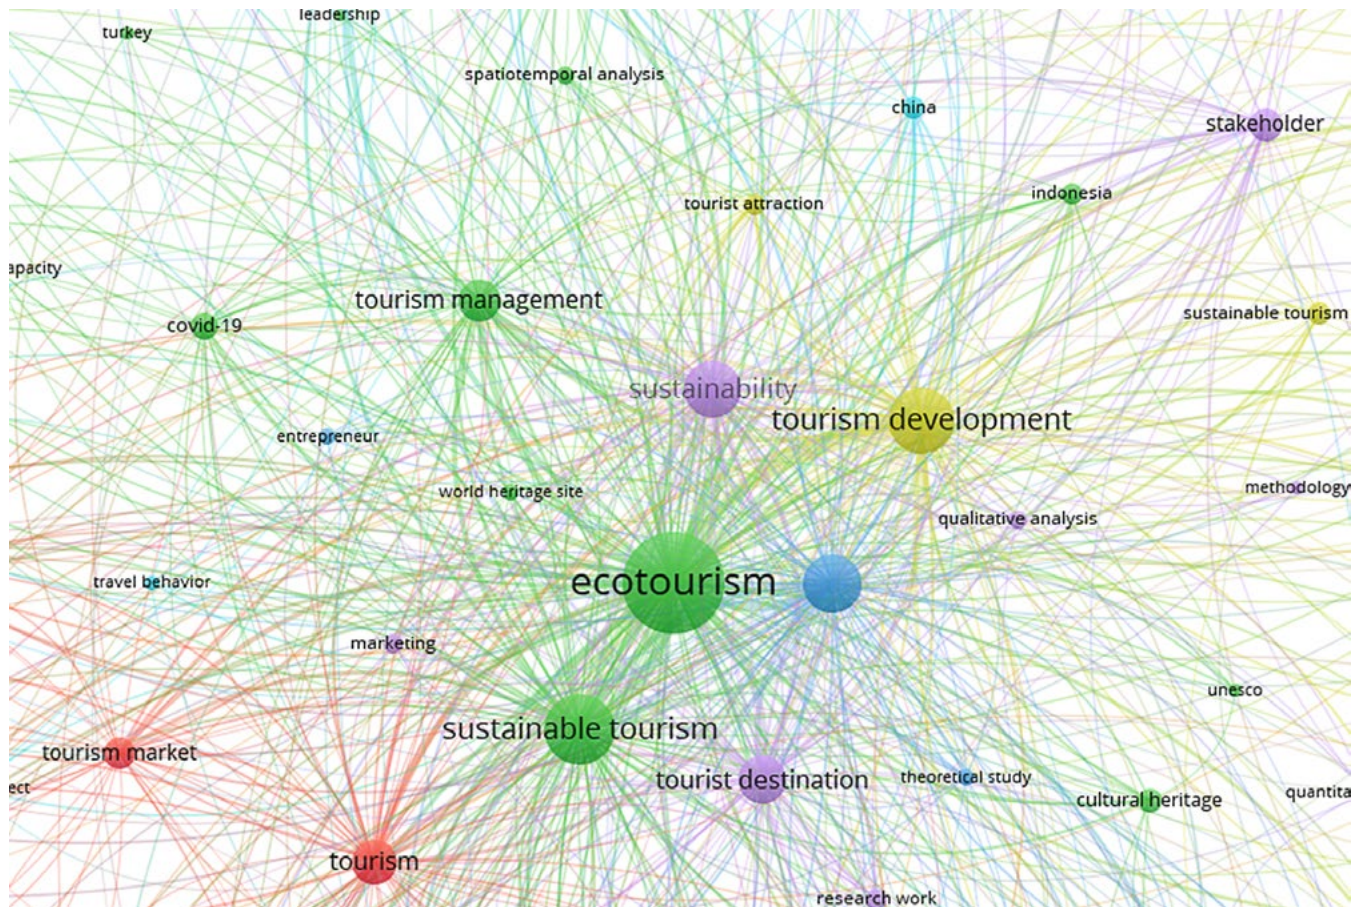 leadership
turkey
spatiotemporal analysis
china
stakeholder
indonesia
tourist attraction
apacity
tourism management
sustainable tourism
covid-19
sustainability
tourism development
entrepreneur
world heritage site
methodology
qualitative analysis
ecotourism
travel behavior
marketing
unesco
sustainable tourism
tourism market
tourist destination
theoretical study
ect
quantita
cultural heritage
tourism
research work